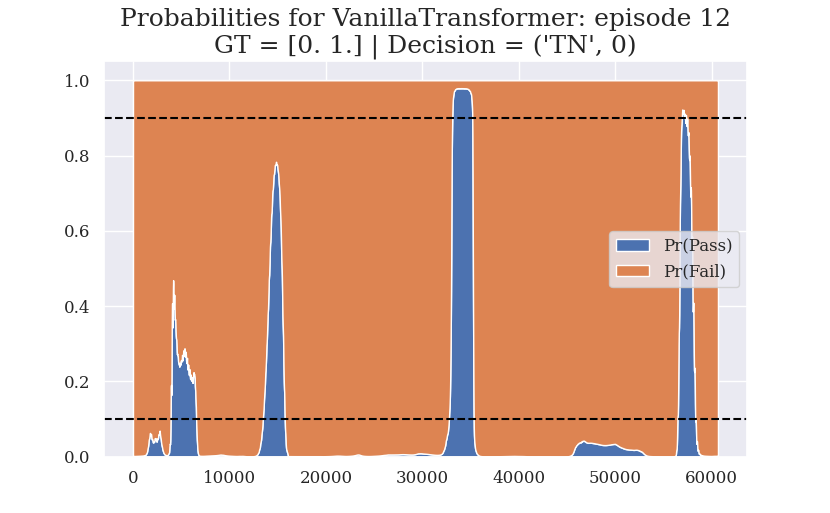 Probabilities for VanillaTransformer: episode 12
GT = [0. 1.] | Decision = ('TN', 0)
1.0
0.8
0.6
0.4
0.2
0.0
Pr(Pass)
Pr(Fail)
0 10000 20000 30000 40000 50000 60000